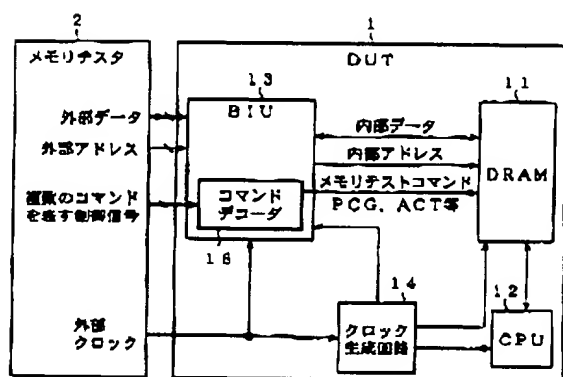 2
メモリテスタ
外部データ
外部アドレス
複数のコマンド
を表す制御信号
外部
クロック
1
DUT
13
BIU
コマンド
デコーダ
16
内部データ
内部アドレス
メモリテストコマンド
PCG、ACT等
11
DRAM
14
クロック
生成回路
12
CPU